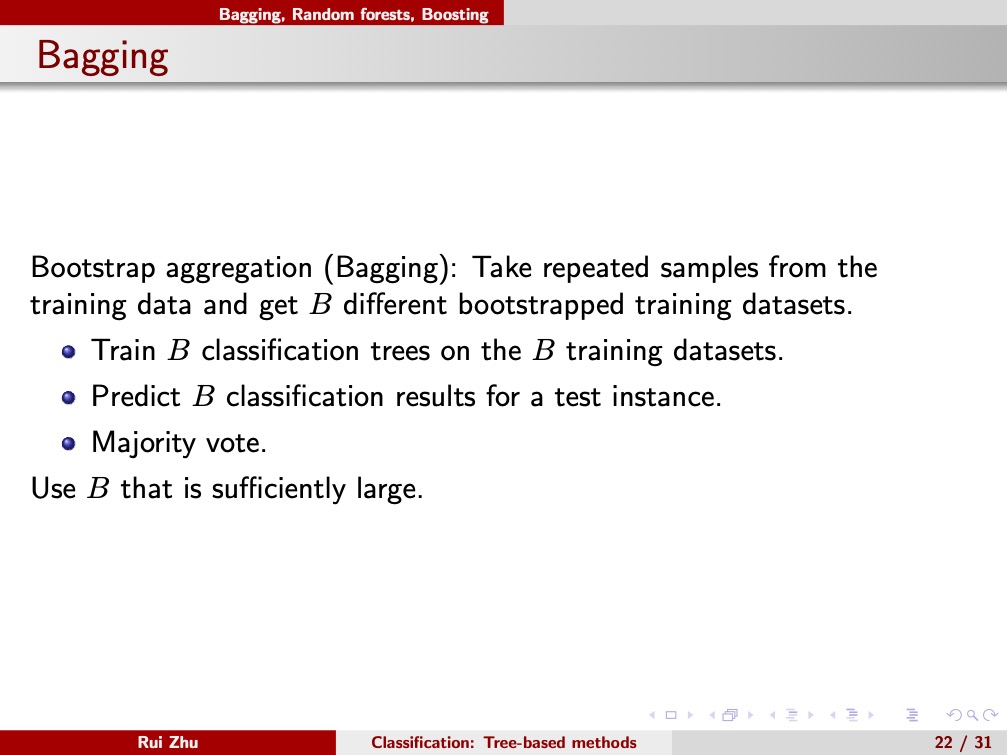 Bagging, Random forests, Boosting
Bagging
Bootstrap aggregation (Bagging): Take repeated samples from the
training data and get B different bootstrapped training datasets.
Train B classification trees on the B training datasets.
Predict B classification results for a test instance.
Majority vote.
Use B that is sufficiently large.
Rui Zhu Classification: Tree-based methods 22 / 31